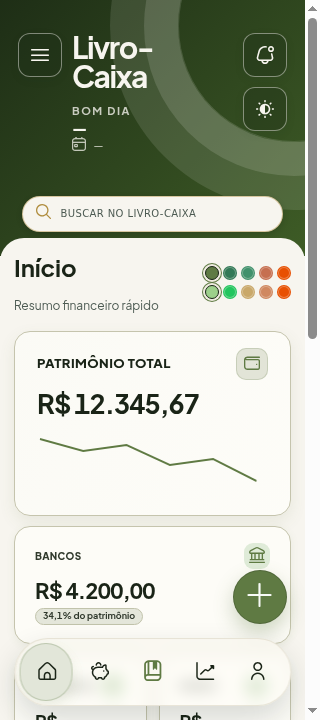 Livro-
Caixa
BOM DIA
—
—
BUSCAR NO LIVRO-CAIXA
Início
Resumo financeiro rápido
PATRIMÔNIO TOTAL
R$ 12.345,67
BANCOS
R$ 4.200,00
34,1% do patrimônio